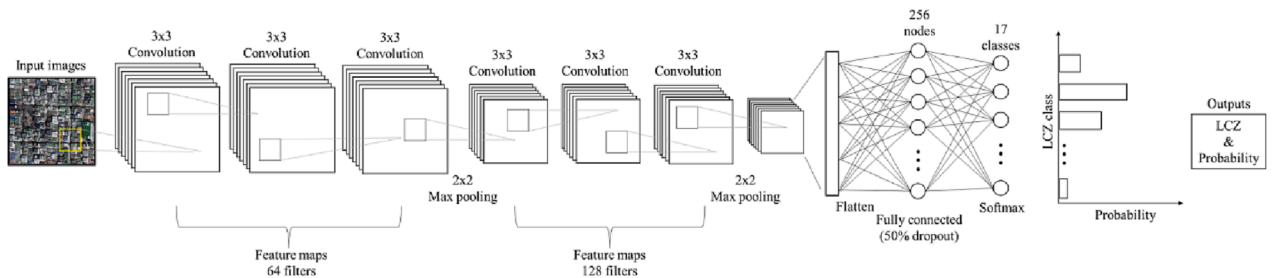 Input images
3x3
Convolution
3x3
Convolution
3x3
Convolution
2x2
Max pooling
Feature maps
64 filters
3x3
Convolution
3x3
Convolution
3x3
Convolution
2x2
Max pooling
Feature maps
128 filters
Flatten
256
nodes
Fully connected
(50% dropout)
17
classes
Softmax
LCZ class
Probability
Outputs
LCZ
&
Probability